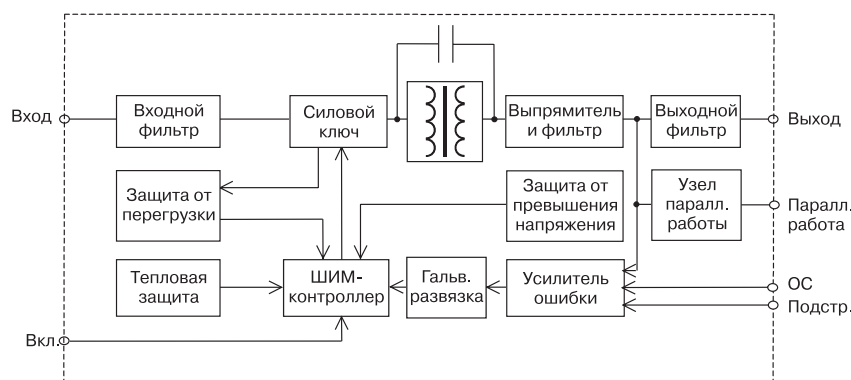 Вход
Входной
фильтр
Силовой
ключ
Выпрямитель
и фильтр
Выходной
фильтр
Выход
Защита от
перегрузки
Защита от
превышения
напряжения
Узел
паралл.
работы
Паралл.
работа
Тепловая
защита
ШИМ-
контроллер
Гальв.
развязка
Усилитель
ошибки
ОС
Подстр.
Вкл.